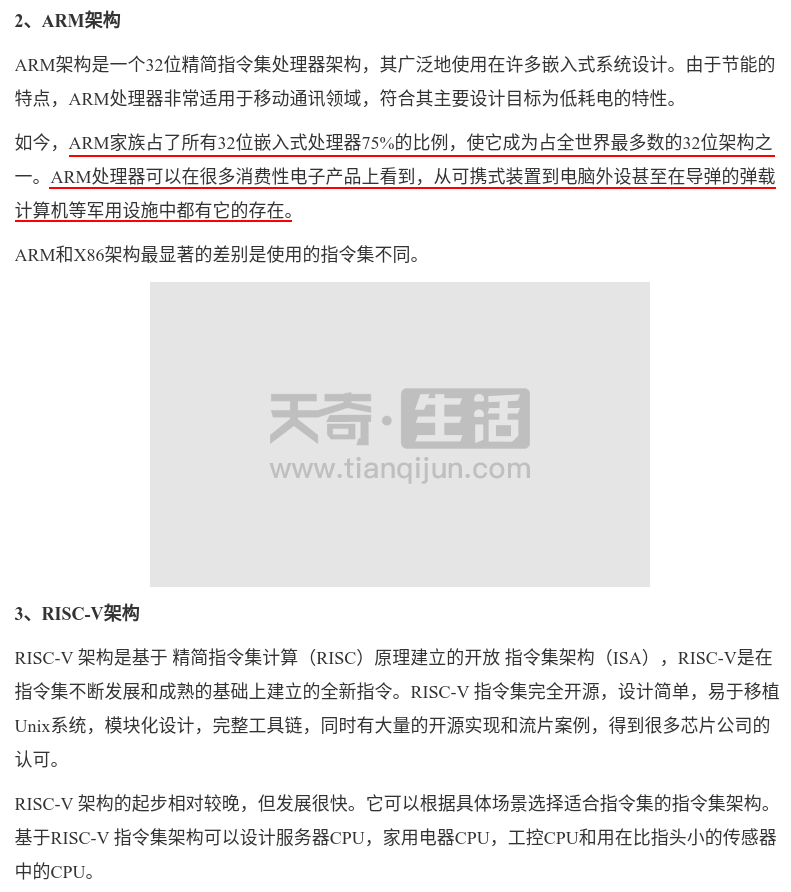 2、ARM架构
ARM架构是一个32位精简指令集处理器架构，其广泛地使用在许多嵌入式系统设计。由于节能的
特点，ARM处理器非常适用于移动通讯领域，符合其主要设计目标为低耗电的特性。
如今，ARM家族占了所有32位嵌入式处理器75%的比例，使它成为占全世界最多数的32位架构之
一。ARM处理器可以在很多消费性电子产品上看到，从可携式装置到电脑外设甚至在导弹的弹载
计算机等军用设施中都有它的存在。
ARM和X86架构最显著的差别是使用的指令集不同。
天奇·生活
www.tianqijun.com
3、RISC-V架构
RISC-V 架构是基于 精简指令集计算（RISC）原理建立的开放 指令集架构（ISA），RISC-V是在
指令集不断发展和成熟的基础上建立的全新指令。RISC-V 指令集完全开源，设计简单，易于移植
Unix系统，模块化设计，完整工具链，同时有大量的开源实现和流片案例，得到很多芯片公司的
认可。
RISC-V 架构的起步相对较晚，但发展很快。它可以根据具体场景选择适合指令集的指令集架构。
基于RISC-V 指令集架构可以设计服务器CPU，家用电器CPU，工控CPU和用在比指头小的传感器
中的CPU。